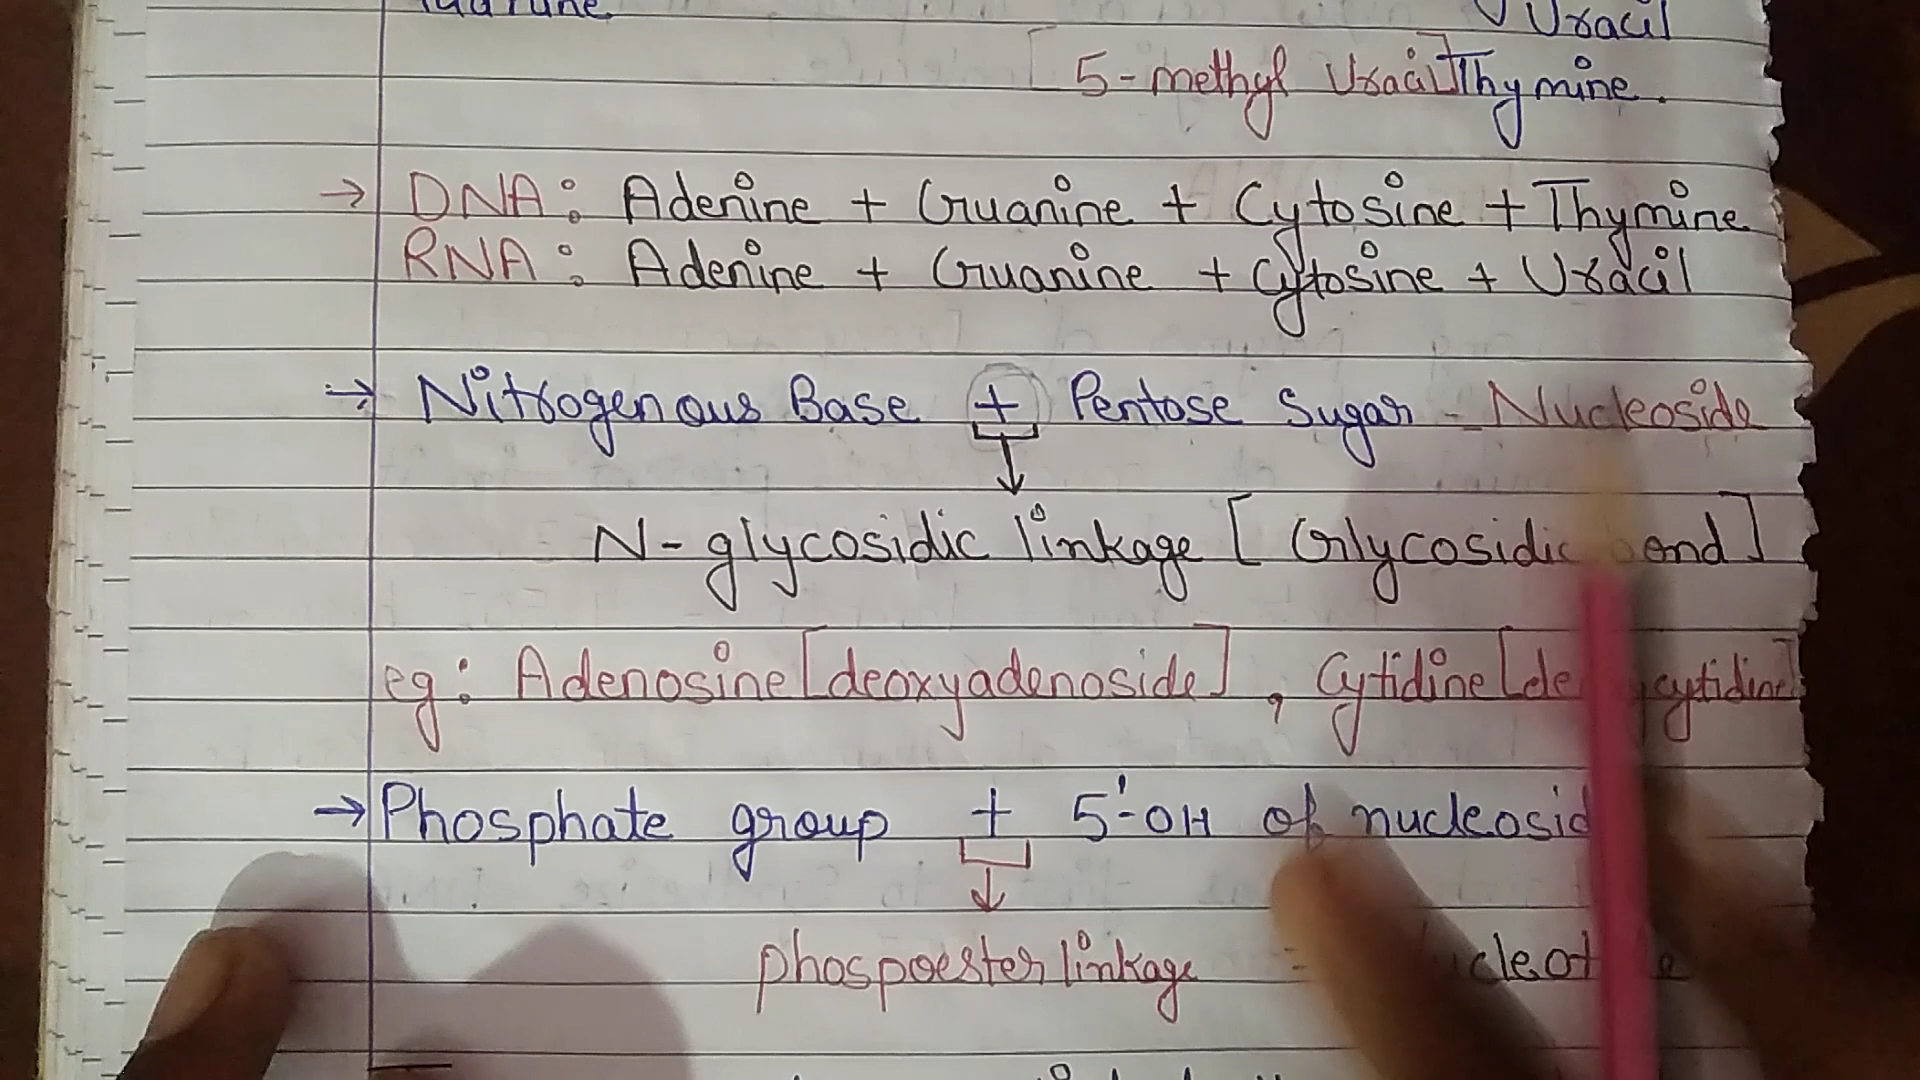 Uracil
[5-methyl Uracil] Thymine.
→ DNA: Adenine + Guanine + Cytosine + Thymine
RNA: Adenine + Guanine + Cytosine + Uracil
→ Nitrogenous Base + Pentose Sugar - Nucleoside
↓
N-glycosidic linkage [Glycosidic ]
eg: Adenosine [deoxyadenoside], Cytidine [
→ Phosphate group + 5'-OH of
↓
phospoester linkage =